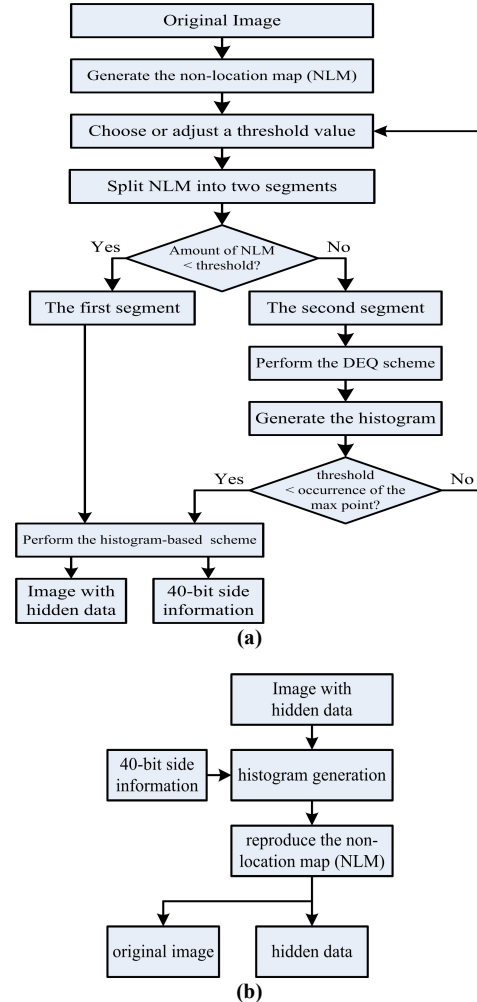 Original Image
Generate the non-location map (NLM)
Choose or adjust a threshold value
Split NLM into two segments
Yes
Amount of NLM
< threshold?
No
The first segment
The second segment
Perform the DEQ scheme
Generate the histogram
Yes
threshold
< occurrence of the
max point?
No
Perform the histogram-based scheme
Image with
hidden data
40-bit side
information
(a)
Image with
hidden data
40-bit side
information
histogram generation
reproduce the non-
location map (NLM)
original image
hidden data
(b)